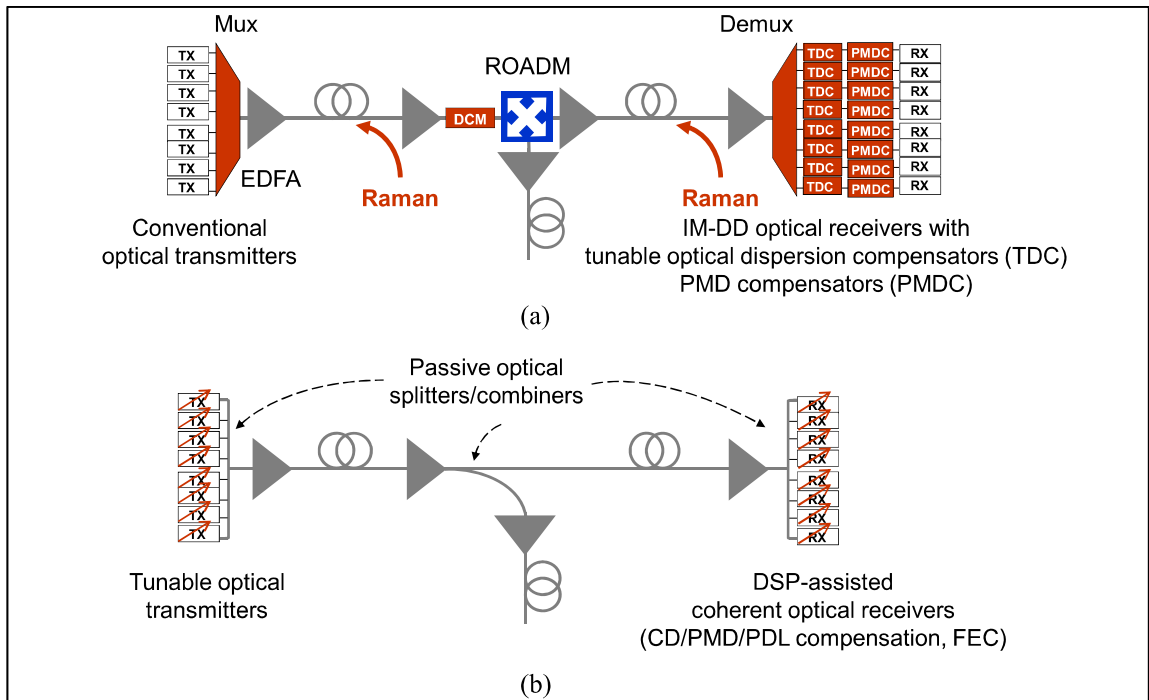 Mux
Demux
TX
TX
TX
TX
TX
TX
TX
TX
EDFA
Raman
DCM
ROADM
Raman
TDC PMDC RX
TDC PMDC RX
TDC PMDC RX
TDC PMDC RX
TDC PMDC RX
TDC PMDC RX
TDC PMDC RX
TDC PMDC RX
Conventional
optical transmitters
IM-DD optical receivers with
tunable optical dispersion compensators (TDC)
PMD compensators (PMDC)
(a)
Passive optical
splitters/combiners
TX
TX
TX
TX
TX
TX
TX
TX
RX
RX
RX
RX
RX
RX
RX
RX
Tunable optical
transmitters
DSP-assisted
coherent optical receivers
(CD/PMD/PDL compensation, FEC)
(b)